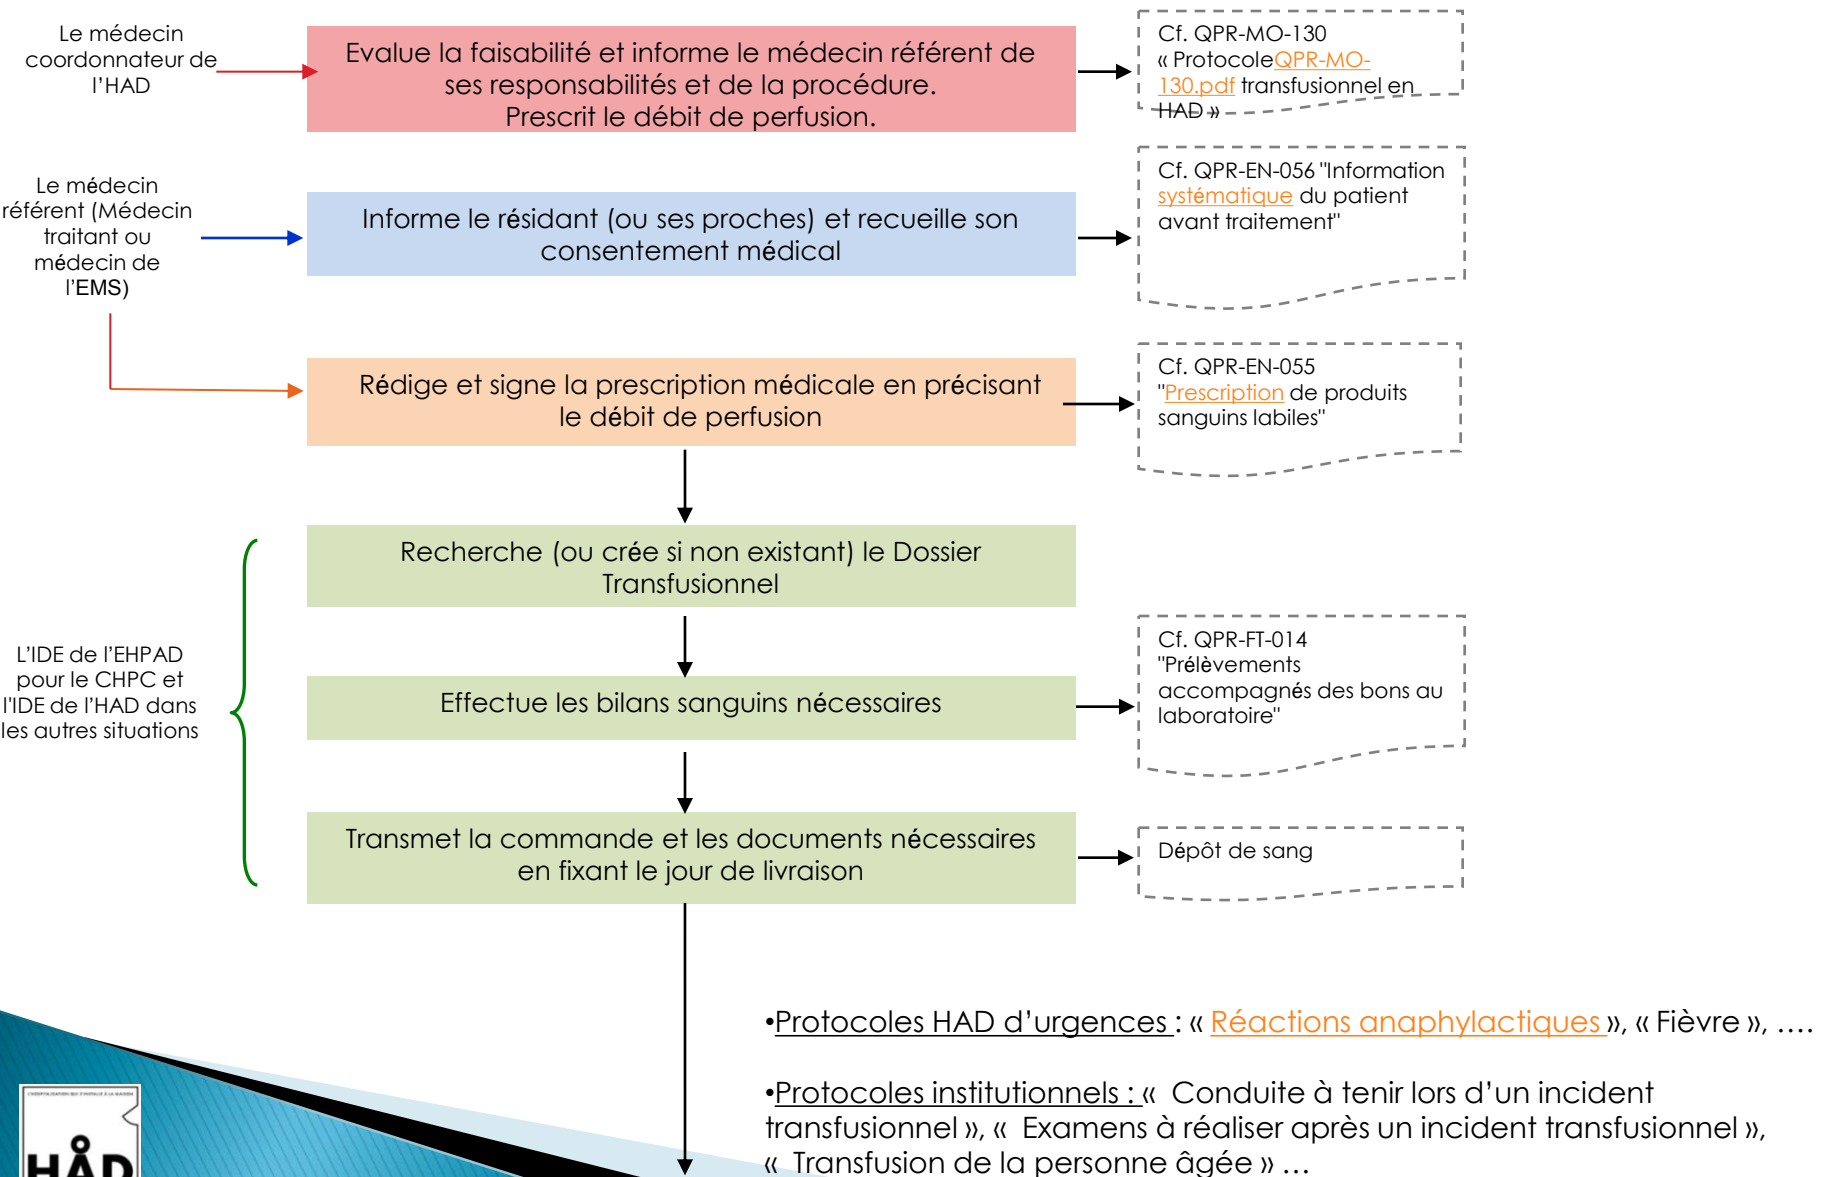 Le médecin
coordonnateur de
l'HAD
Evalue la faisabilité et informe le médecin référent de
ses responsabilités et de la procédure.
Prescrit le débit de perfusion.
Cf. QPR-MO-130
« ProtocoleQPR-MO-
130.pdf transfusionnel en
HAD »
Le médecin
référent (Médecin
traitant ou
médecin de
l'EMS)
Informe le résidant (ou ses proches) et recueille son
consentement médical
Cf. QPR-EN-056 "Information
systématique du patient
avant traitement"
Rédige et signe la prescription médicale en précisant
le débit de perfusion
Cf. QPR-EN-055
"Prescription de produits
sanguins labiles"
L'IDE de l'EHPAD
pour le CHPC et
l'IDE de l'HAD dans
les autres situations
Recherche (ou crée si non existant) le Dossier
Transfusionnel
Effectue les bilans sanguins nécessaires
Cf. QPR-FT-014
"Prélèvements
accompagnés des bons au
laboratoire"
Transmet la commande et les documents nécessaires
en fixant le jour de livraison
Dépôt de sang
•Protocoles HAD d'urgences : « Réactions anaphylactiques », « Fièvre », ….
•Protocoles institutionnels : « Conduite à tenir lors d'un incident
transfusionnel », « Examens à réaliser après un incident transfusionnel »,
« Transfusion de la personne âgée » …
L'HOSPITALISATION QUI S'INSTALLE À LA MAISON
HÅD